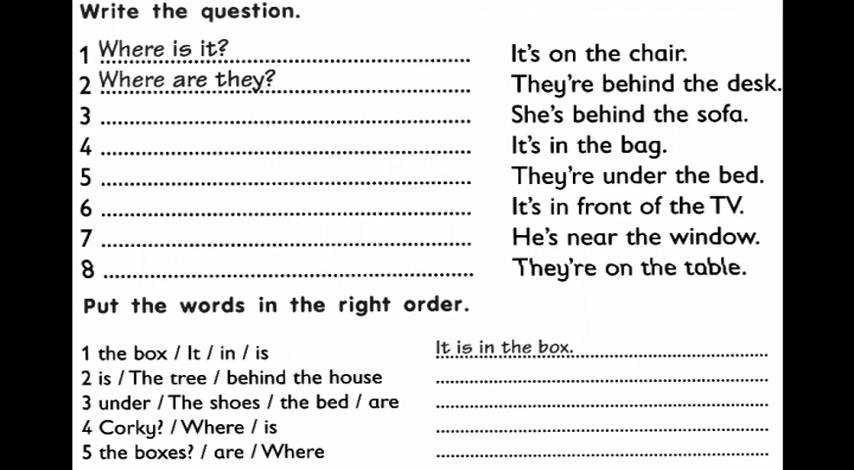 Write the question.
1 Where is it? It's on the chair.
2 Where are they? They're behind the desk.
3 She's behind the sofa.
4 It's in the bag.
5 They're under the bed.
6 It's in front of the TV.
7 He's near the window.
8 They're on the table.
Put the words in the right order.
1 the box / It / in / is It is in the box.
2 is / The tree / behind the house
3 under / The shoes / the bed / are
4 Corky? / Where / is
5 the boxes? / are / Where